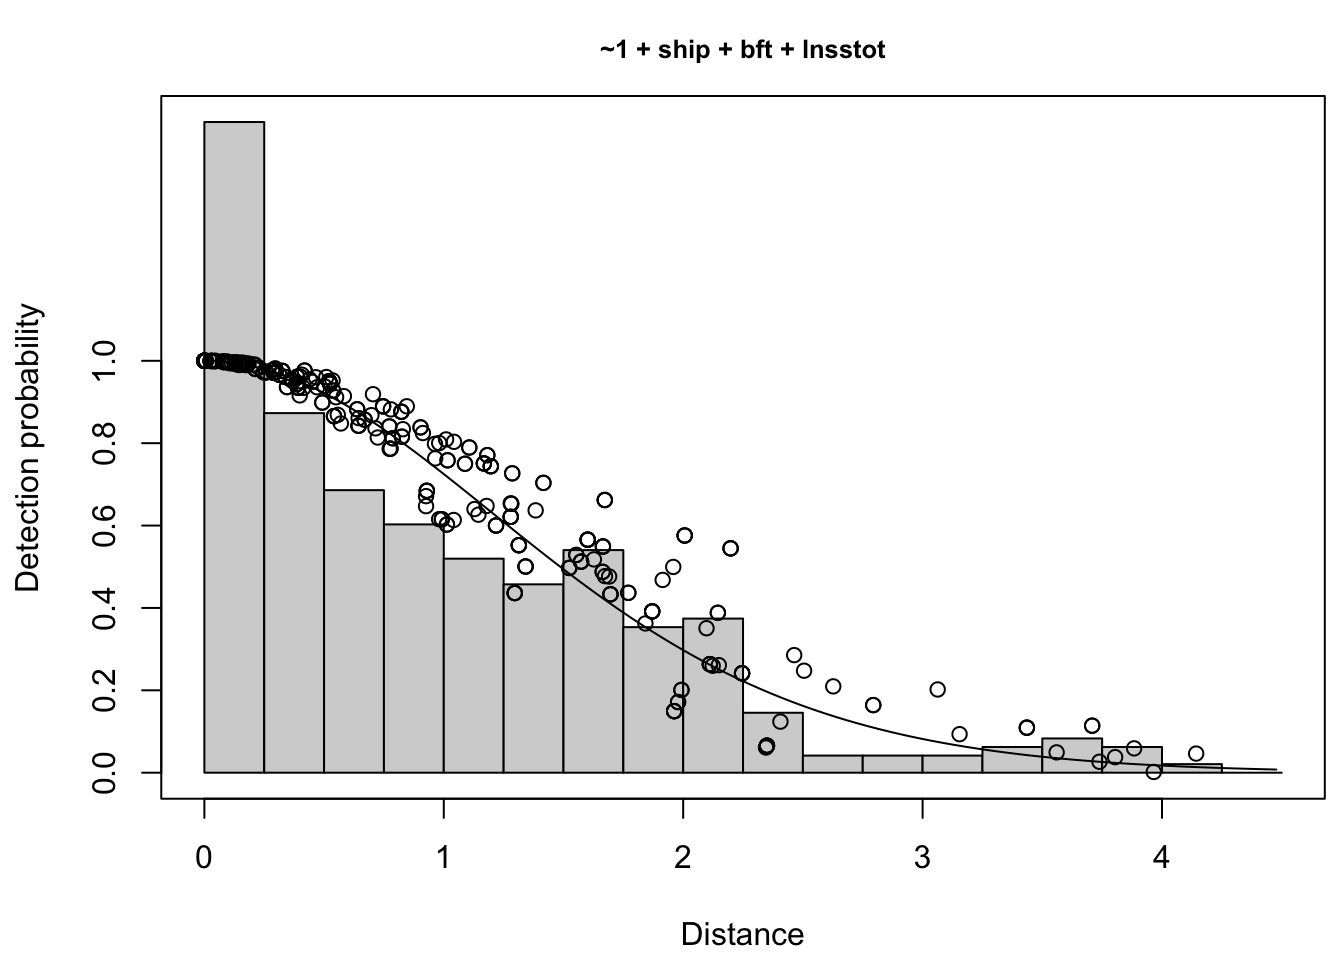 ~1 + ship + bft + lnsstot
Detection probability
1.0
0.8
0.6
0.4
0.2
0.0
0 1 2 3 4
Distance